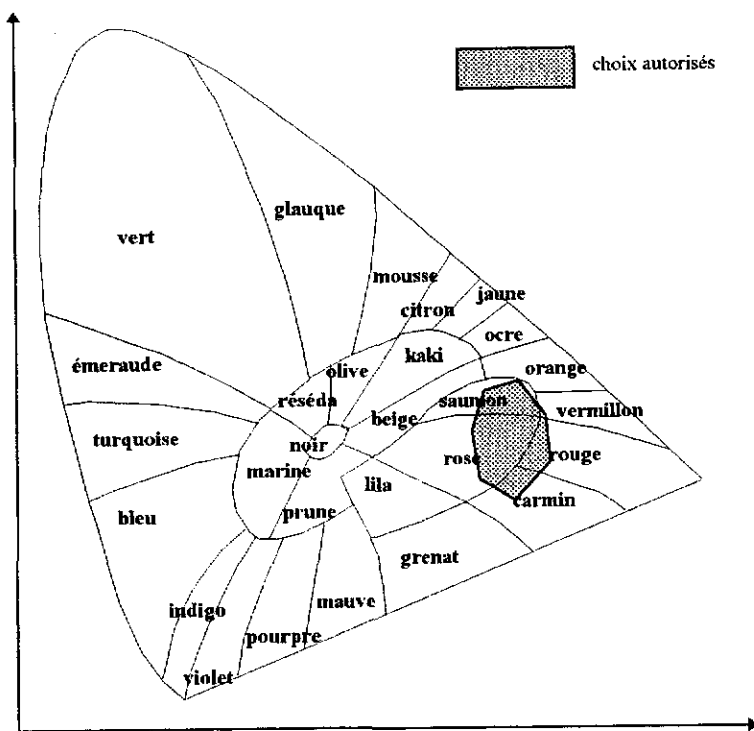 choix autorisés
glauque
vert
mousse
jaune
citron
ocre
kaki
émeraude
olive
orange
réséda
saumon
beige
vermillon
turquoise
noir
rose
rouge
marine
lila
carmin
prune
bleu
grenat
indigo
mauve
pourpre
violet